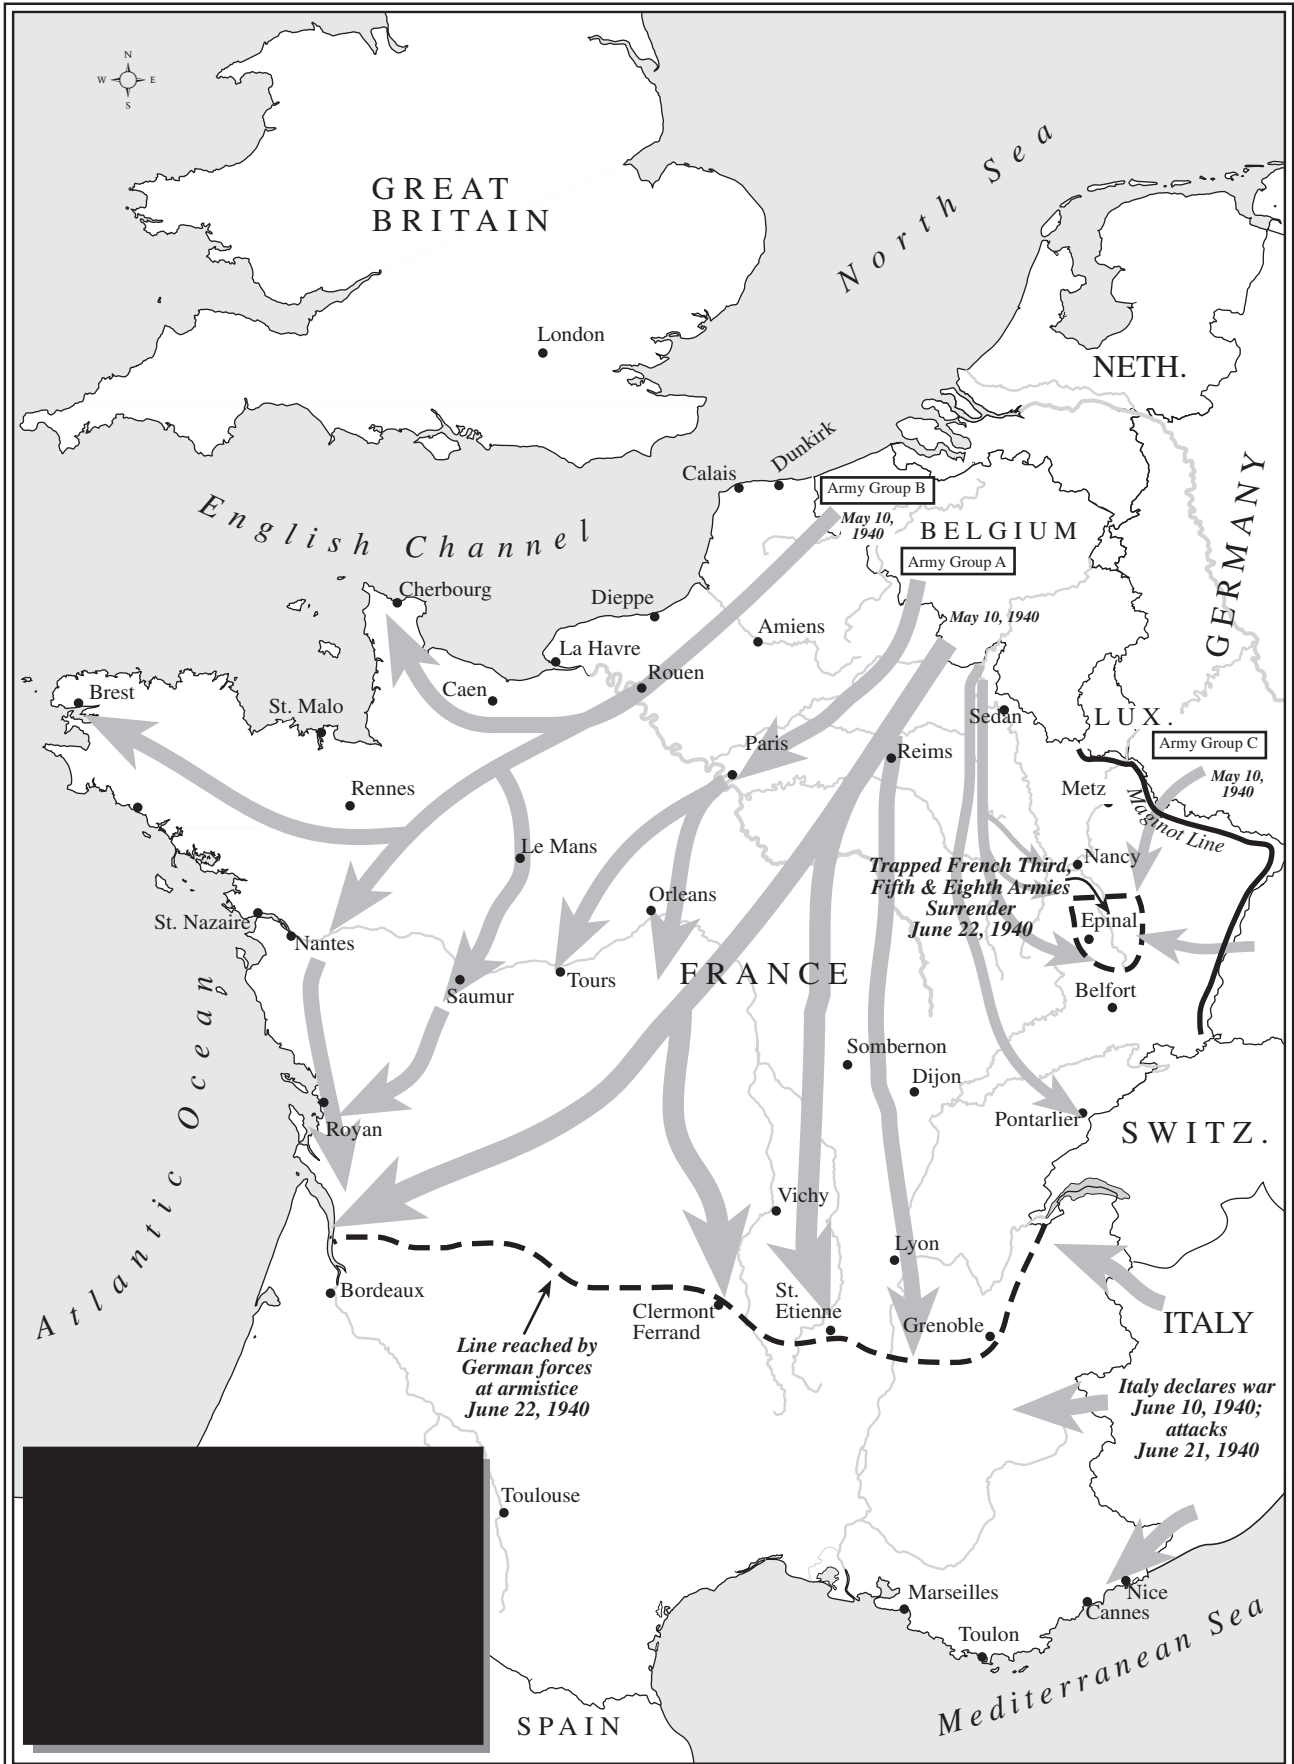 N
W E
S
GREAT
BRITAIN
North Sea
London
NETH.
Dunkirk
Calais
Army Group B
May 10,
1940
BELGIUM
GERMANY
English Channel
Army Group A
May 10, 1940
Cherbourg
Dieppe
Amiens
La Havre
Rouen
Brest
Caen
St. Malo
Sedan
LUX.
Army Group C
May 10,
1940
Paris
Reims
Metz
Maginot Line
Rennes
Le Mans
Nancy
Trapped French Third,
Fifth & Eighth Armies
Surrender
June 22, 1940
Orleans
Epinal
St. Nazaire
Nantes
Tours
FRANCE
Saumur
Belfort
Atlantic Ocean
Sombernon
Dijon
Pontarlier
Royan
SWITZ.
Vichy
Lyon
Bordeaux
St.
Etienne
Clermont
Ferrand
Grenoble
ITALY
Line reached by
German forces
at armistice
June 22, 1940
Italy declares war
June 10, 1940;
attacks
June 21, 1940
Toulouse
Marseilles
Nice
Cannes
Toulon
Mediterranean Sea
SPAIN